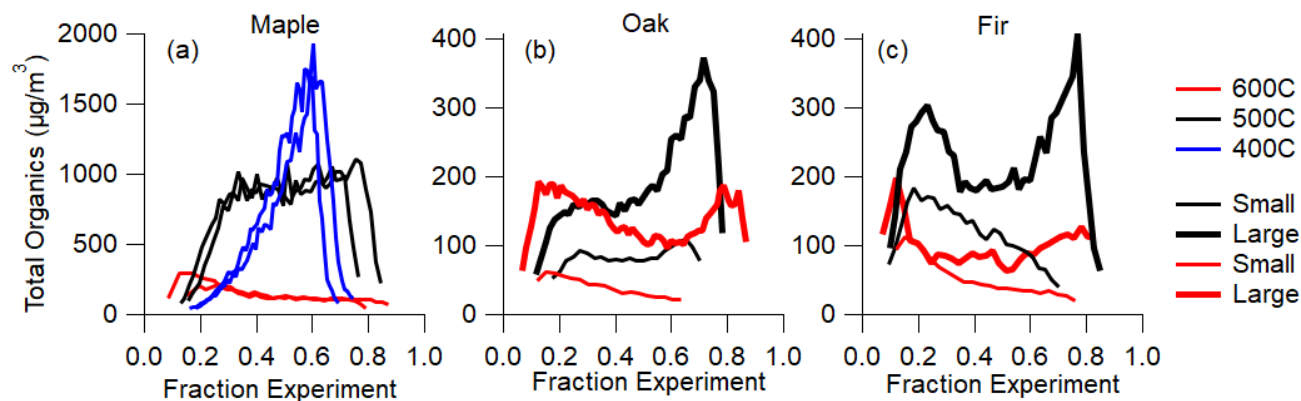 Maple
Oak
Fir
(a)
(b)
(c)
Total Organics (µg/m³)
2000
1500
1000
500
0
400
300
200
100
0
400
300
200
100
0
0.0 0.2 0.4 0.6 0.8 1.0
0.0 0.2 0.4 0.6 0.8 1.0
0.0 0.2 0.4 0.6 0.8 1.0
Fraction Experiment
Fraction Experiment
Fraction Experiment
600C
500C
400C
Small
Large
Small
Large